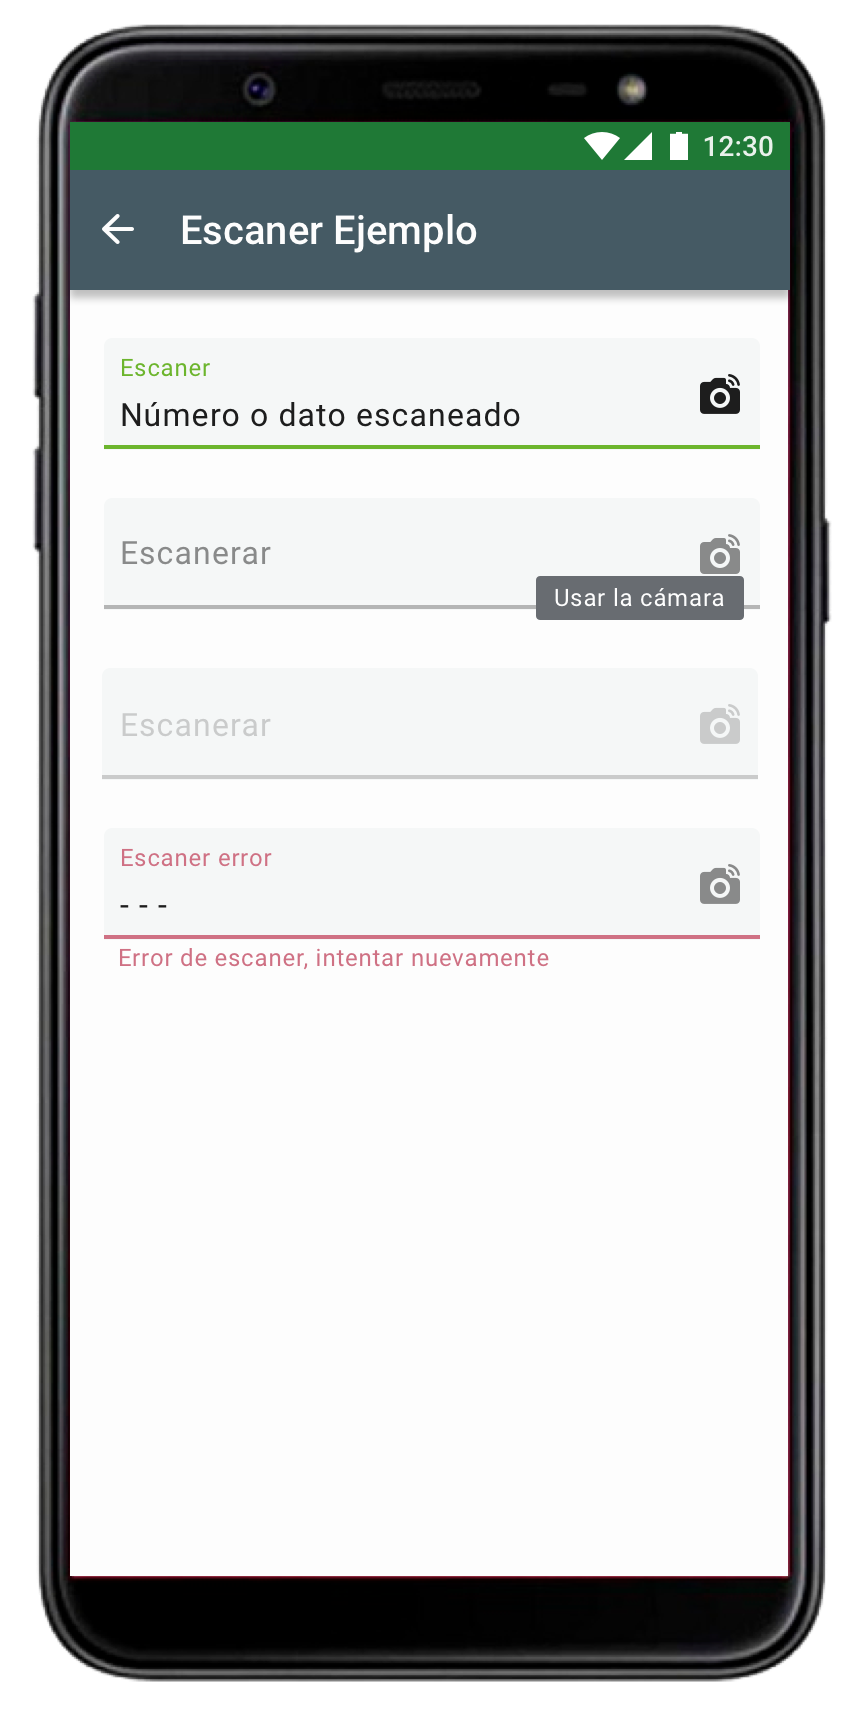 12:30
Escaner Ejemplo
Escaner
Número o dato escaneado
Escanerar
Usar la cámara
Escanerar
Escaner error
- - -
Error de escaner, intentar nuevamente